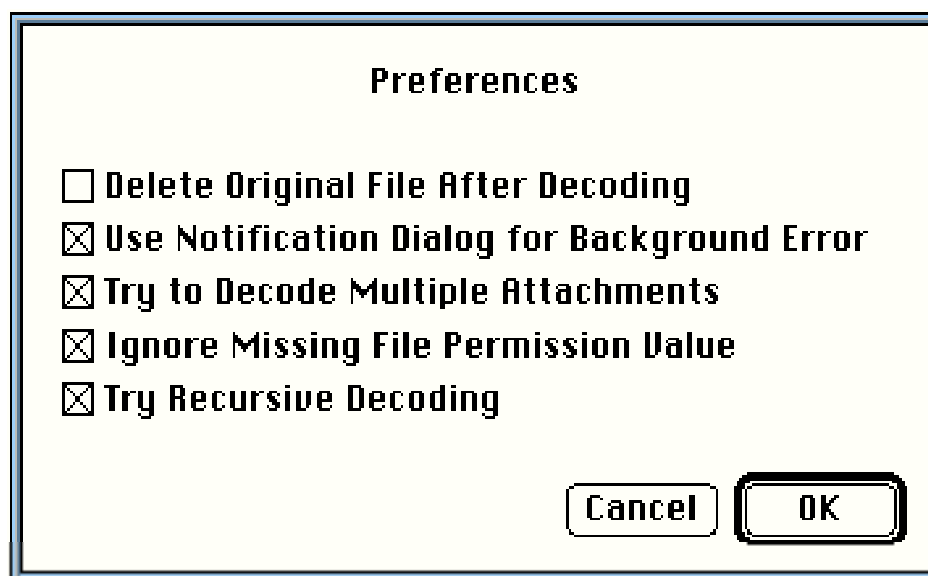 Preferences
Delete Original File After Decoding
Use Notification Dialog for Background Error
Try to Decode Multiple Attachments
Ignore Missing File Permission Value
Try Recursive Decoding
Cancel OK